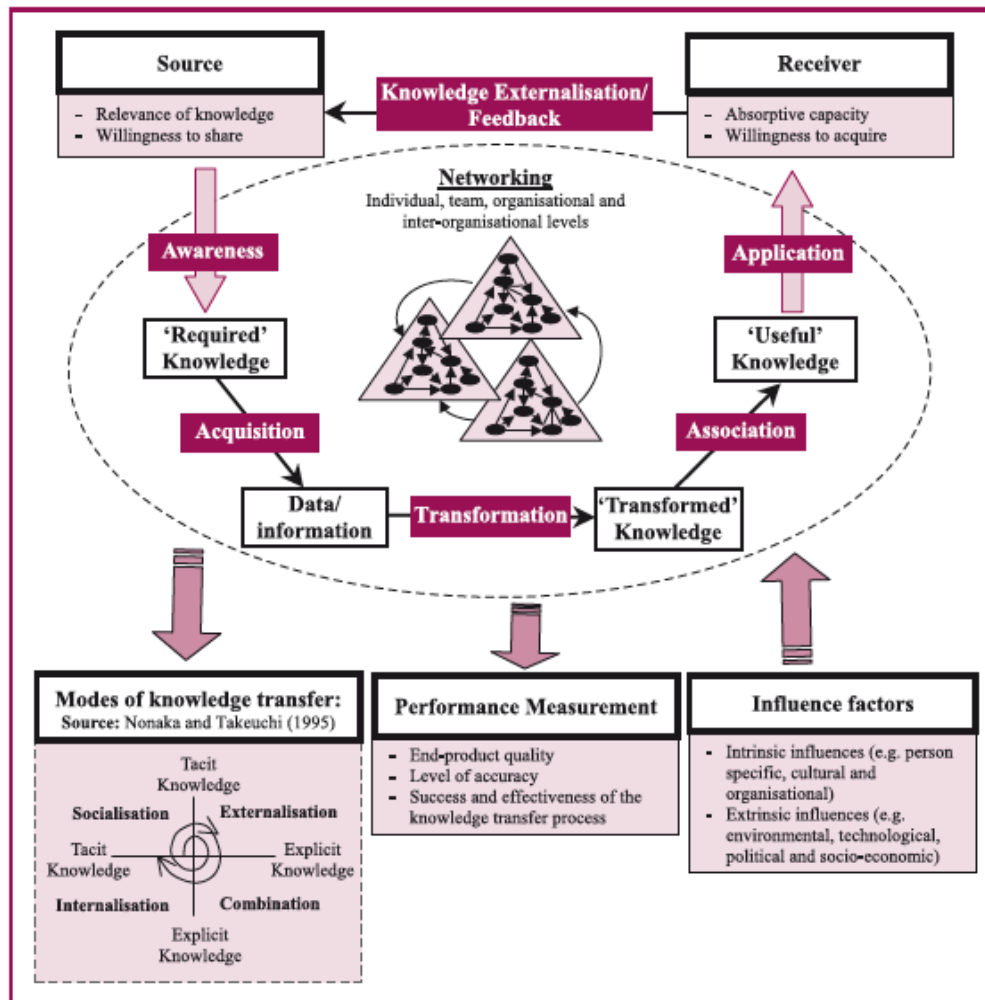 Source
- Relevance of knowledge
- Willingness to share
Knowledge Externalisation/
Feedback
Receiver
- Absorptive capacity
- Willingness to acquire
Networking
Individual, team, organisational and
inter-organisational levels
Awareness
Application
'Required'
Knowledge
'Useful'
Knowledge
Acquisition
Association
Data/
information
Transformation
'Transformed'
Knowledge
Modes of knowledge transfer:
Source: Nonaka and Takeuchi (1995)
Tacit
Knowledge
Socialisation
Externalisation
Tacit
Knowledge
Explicit
Knowledge
Internalisation
Combination
Explicit
Knowledge
Performance Measurement
- End-product quality
- Level of accuracy
- Success and effectiveness of the
knowledge transfer process
Influence factors
- Intrinsic influences (e.g. person
specific, cultural and
organisational)
- Extrinsic influences (e.g.
environmental, technological,
political and socio-economic)